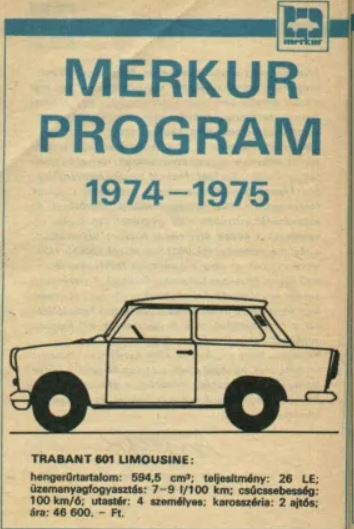 merkur
MERKUR
PROGRAM
1974-1975
TRABANT 601 LIMOUSINE:
hengerűrtartalom: 594,5 cm³; teljesítmény: 26 LE;
üzemanyagfogyasztás: 7-9 l/100 km; csúcssebesség:
100 km/ó; utastér: 4 személyes; karosszéria: 2 ajtós;
ára: 46 600. - Ft.